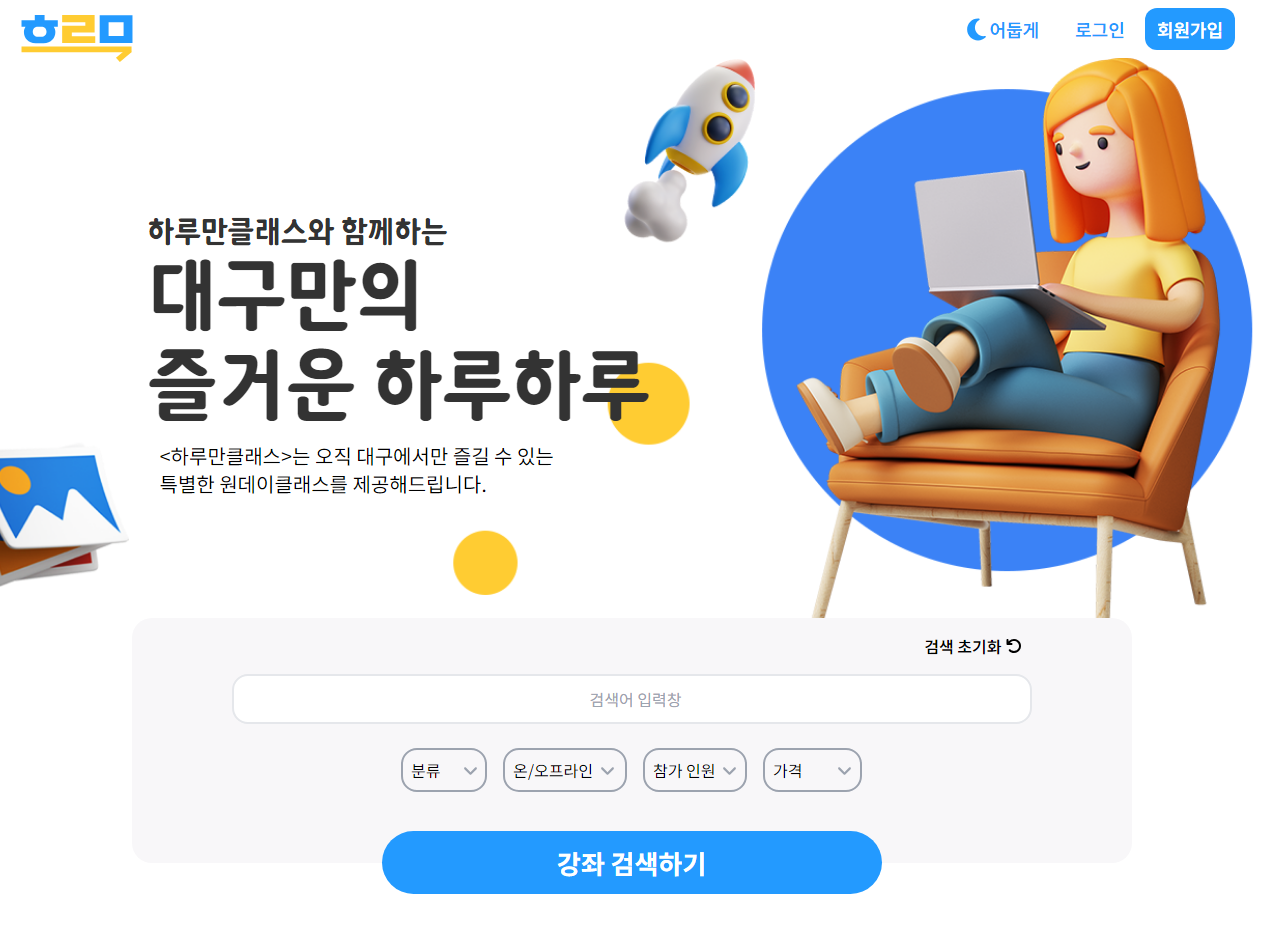 흐르믁
어둡게
로그인
회원가입
하루만클래스와 함께하는
대구만의
즐거운 하루하루
<하루만클래스>는 오직 대구에서만 즐길 수 있는
특별한 원데이클래스를 제공해드립니다.
검색 초기화
검색어 입력창
분류
온/오프라인
참가 인원
가격
강좌 검색하기